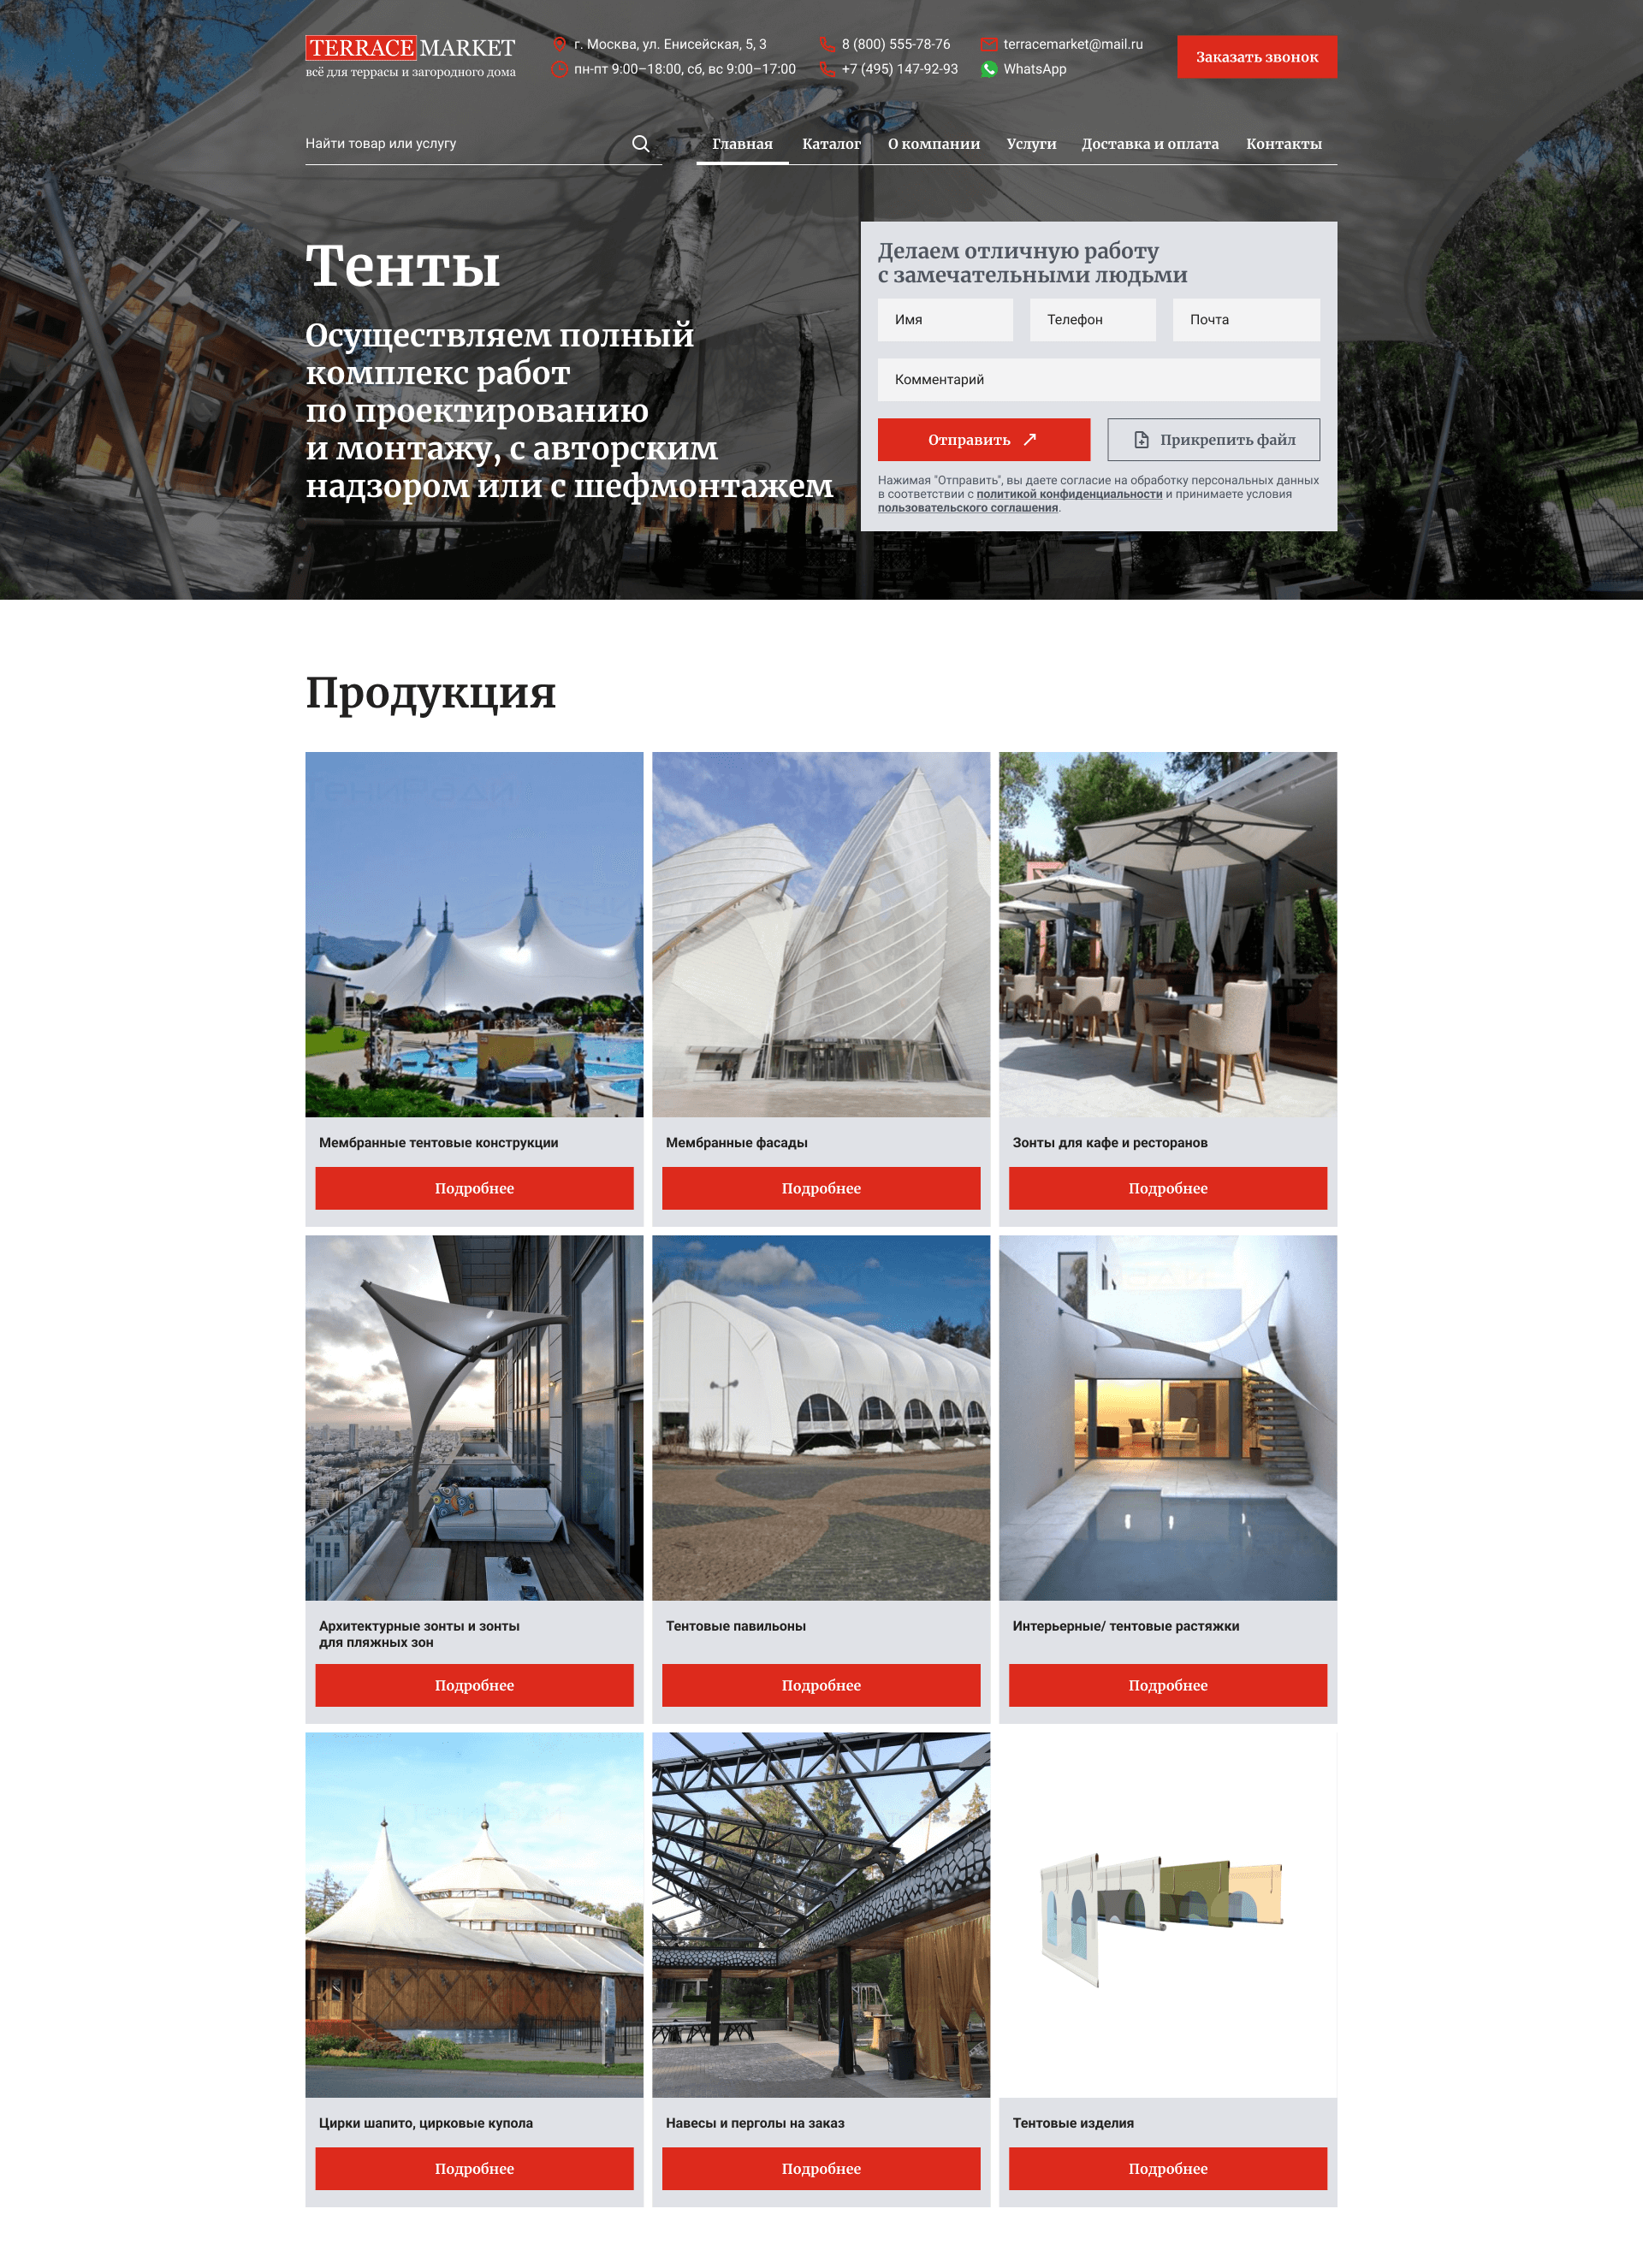 TERRACE MARKET
всё для террасы и загородного дома
г. Москва, ул. Енисейская, 5, 3
пн-пт 9:00–18:00, сб, вс 9:00–17:00
8 (800) 555-78-76
+7 (495) 147-92-93
terracemarket@mail.ru
WhatsApp
Заказать звонок
Найти товар или услугу
Главная Каталог О компании Услуги Доставка и оплата Контакты
Тенты
Осуществляем полный
комплекс работ
по проектированию
и монтажу, с авторским
надзором или с шефмонтажем
Делаем отличную работу
с замечательными людьми
Имя Телефон Почта
Комментарий
Отправить Прикрепить файл
Нажимая "Отправить", вы даете согласие на обработку персональных данных
в соответствии с политикой конфиденциальности и принимаете условия
пользовательского соглашения.
Продукция
Мембранные тентовые конструкции
Подробнее
Мембранные фасады
Подробнее
Зонты для кафе и ресторанов
Подробнее
Архитектурные зонты и зонты
для пляжных зон
Подробнее
Тентовые павильоны
Подробнее
Интерьерные/ тентовые растяжки
Подробнее
Цирки шапито, цирковые купола
Подробнее
Навесы и перголы на заказ
Подробнее
Тентовые изделия
Подробнее